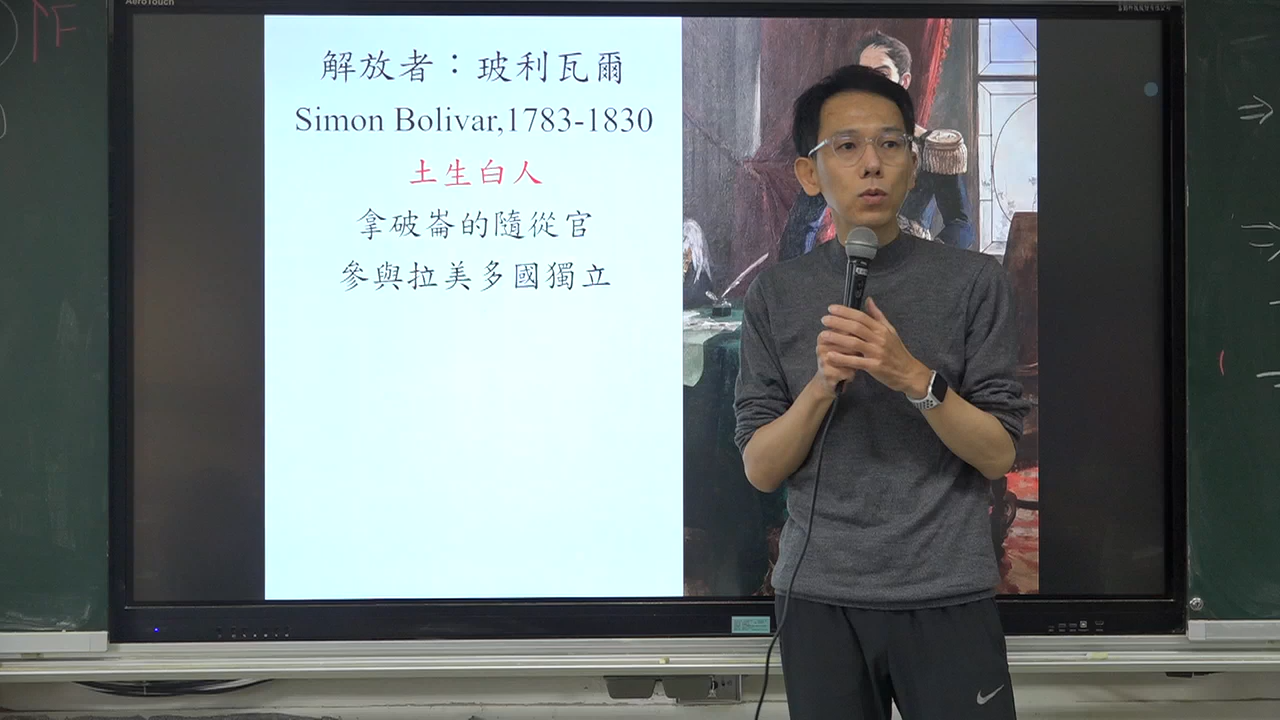 AeroTouch
解放者：玻利瓦爾
Simon Bolivar,1783-1830
土生白人
拿破崙的隨從官
參與拉美多國獨立